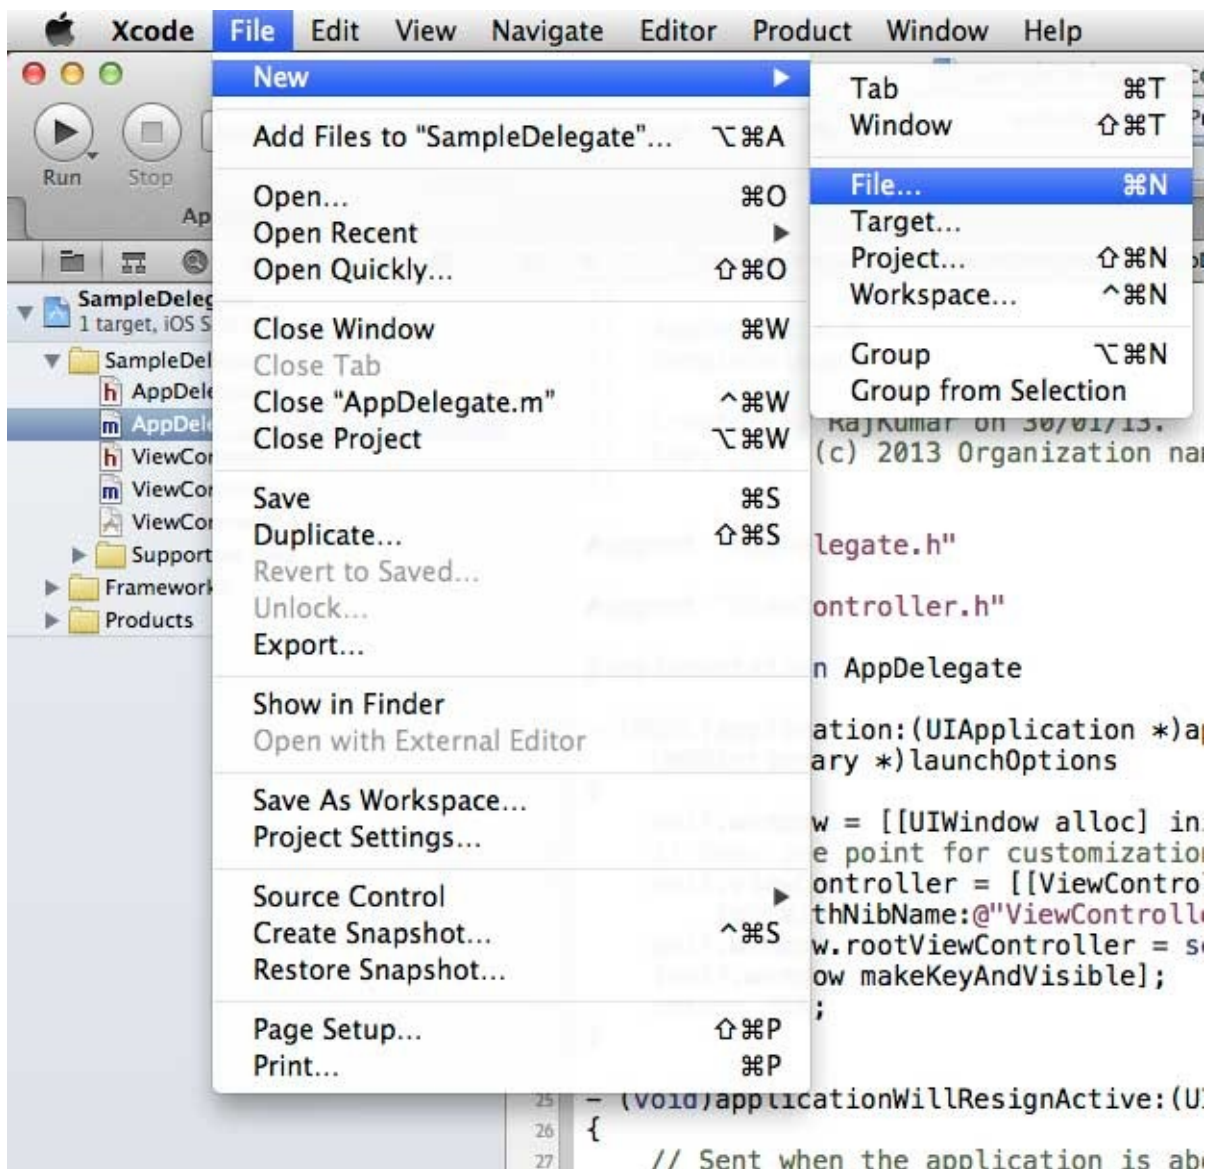 Xcode File Edit View Navigate Editor Product Window Help
New
Add Files to "SampleDelegate"... ⌥⌘A
Open... ⌘O
Open Recent
Open Quickly... ⇧⌘O
Close Window ⌘W
Close Tab
Close “AppDelegate.m” ^⌘W
Close Project ⌥⌘W
Save ⌘S
Duplicate... ⇧⌘S
Revert to Saved...
Unlock...
Export...
Show in Finder
Open with External Editor
Save As Workspace...
Project Settings...
Source Control
Create Snapshot... ^⌘S
Restore Snapshot...
Page Setup... ⇧⌘P
Print... ⌘P
Tab ⌘T
Window ⇧⌘T
File... ⌘N
Target...
Project... ⇧⌘N
Workspace... ^⌘N
Group ⌥⌘N
Group from Selection
Run Stop
Ap
SampleDeleg
1 target, iOS S
SampleDel
h AppDele
m AppDele
h ViewCor
m ViewCor
ViewCor
Support
Framework
Products
RajKumar on 30/01/13.
(c) 2013 Organization nam
legate.h"
ontroller.h"
n AppDelegate
ation:(UIApplication *)ap
ary *)launchOptions
w = [[UIWindow alloc] in
e point for customization
ontroller = [[ViewContro
thNibName:@"ViewControlle
w.rootViewController = se
ow makeKeyAndVisible];
;
25 - (void)applicationWillResignActive:(U
26 {
27 // Sent when the application is abo